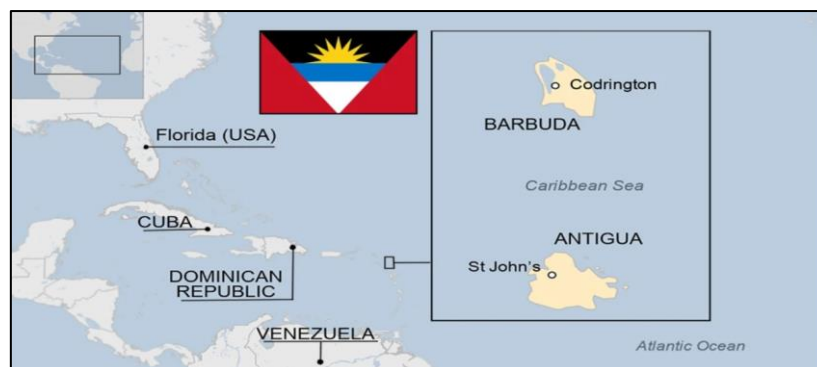 Florida (USA)
CUBA
DOMINICAN
REPUBLIC
VENEZUELA
Codrington
BARBUDA
Caribbean Sea
ANTIGUA
St John's
Atlantic Ocean